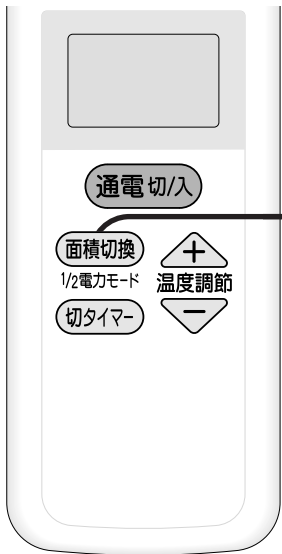 通電 切/入
面積切換
1/2電力モード
切タイマー
＋
温度調節
－